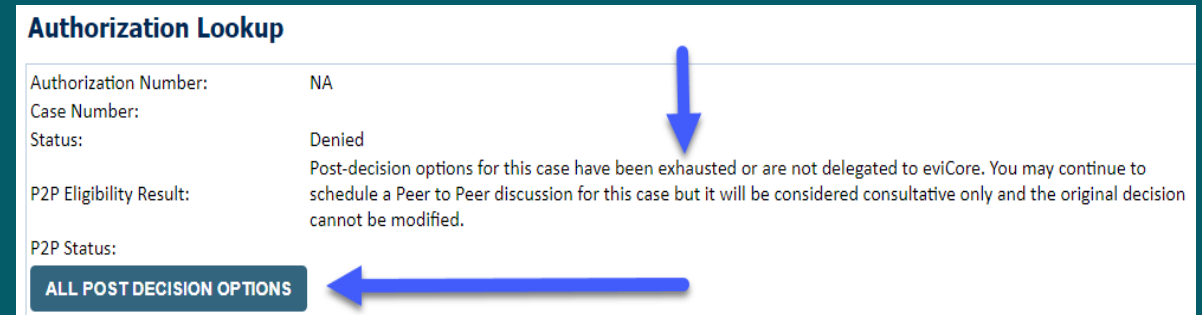 Authorization Lookup
Authorization Number: NA
Case Number:
Status: Denied
Post-decision options for this case have been exhausted or are not delegated to eviCore. You may continue to
P2P Eligibility Result: schedule a Peer to Peer discussion for this case but it will be considered consultative only and the original decision
cannot be modified.
P2P Status:
ALL POST DECISION OPTIONS